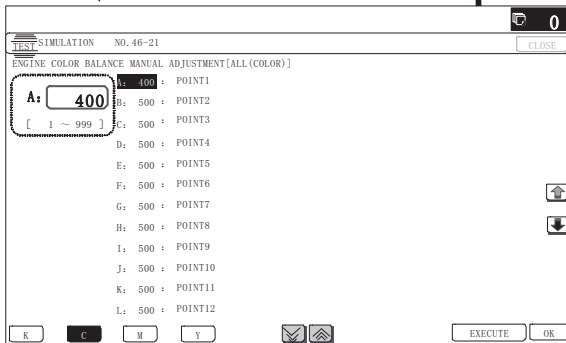 0
TEST SIMULATION NO.46-21
CLOSE
ENGINE COLOR BALANCE MANUAL ADJUSTMENT[ALL(COLOR)]
A: 400
[ 1 ~ 999 ]
A: 400 : POINT1
B: 500 : POINT2
C: 500 : POINT3
D: 500 : POINT4
E: 500 : POINT5
F: 500 : POINT6
G: 500 : POINT7
H: 500 : POINT8
I: 500 : POINT9
J: 500 : POINT10
K: 500 : POINT11
L: 500 : POINT12
K C M Y EXECUTE OK